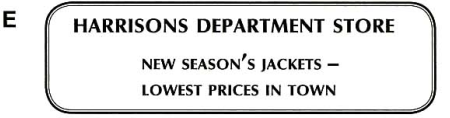 E
HARRISONS DEPARTMENT STORE
NEW SEASON'S JACKETS –
LOWEST PRICES IN TOWN